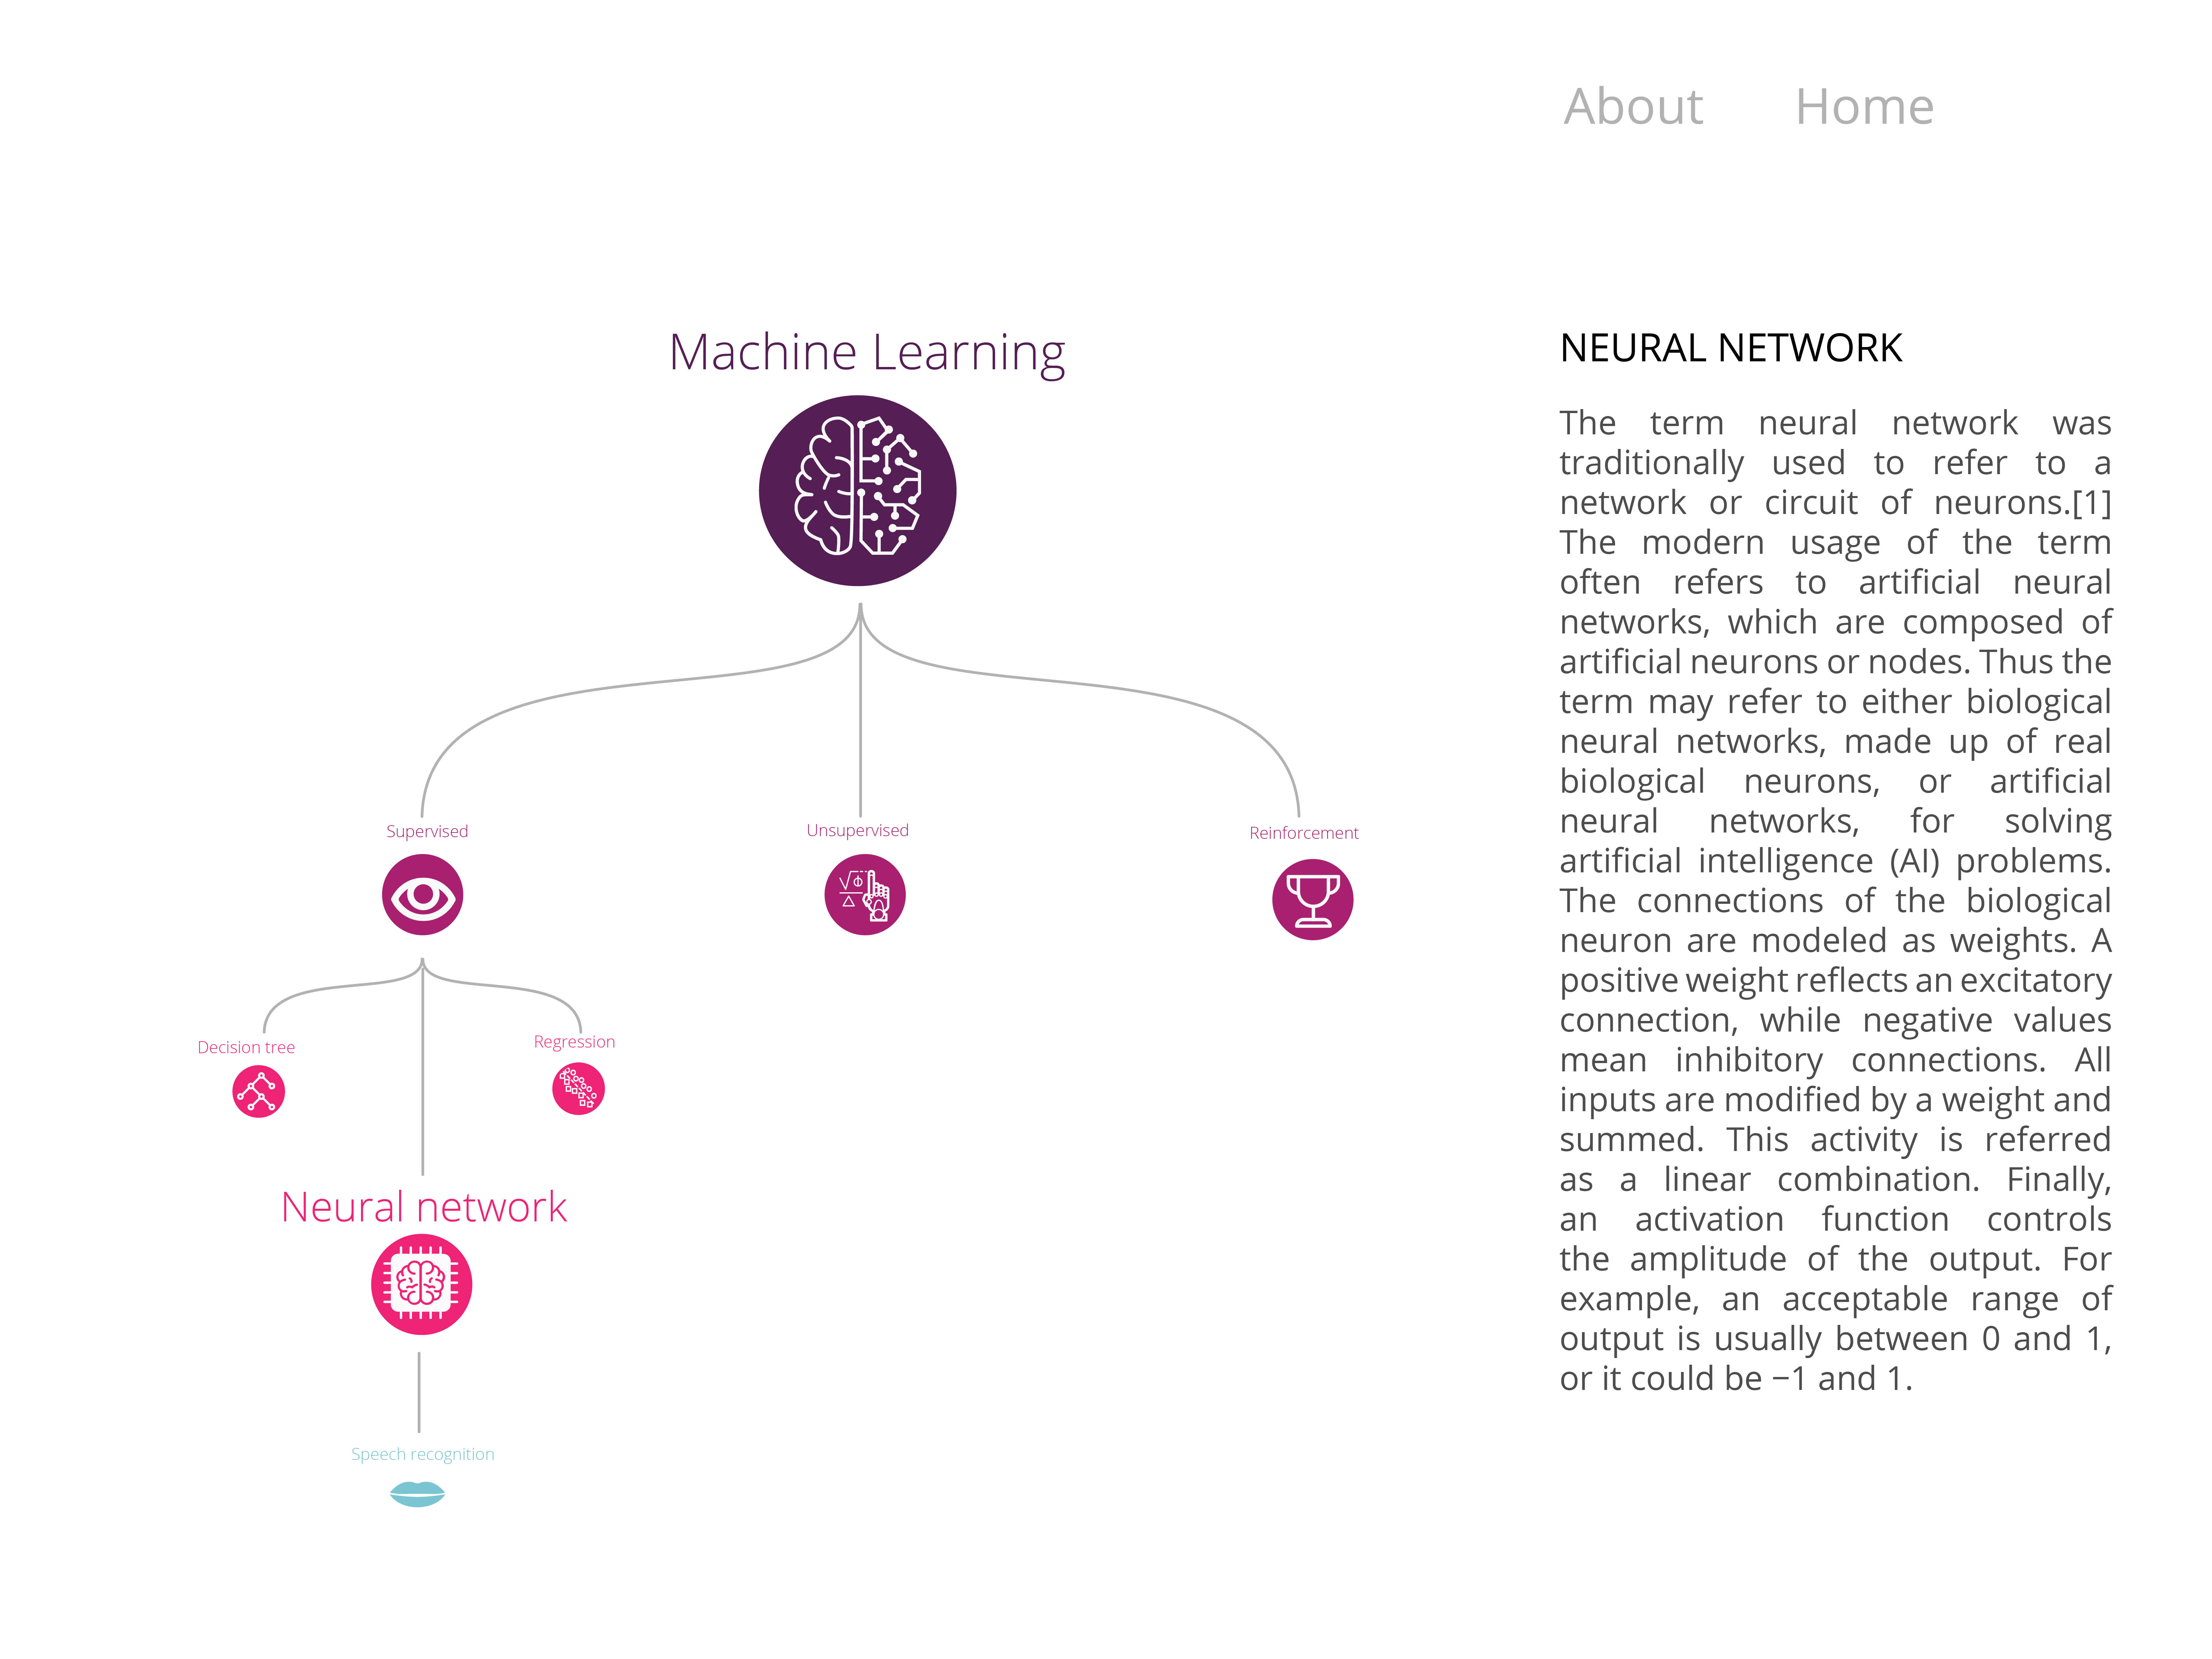 About Home
Machine Learning
Supervised
Unsupervised
Reinforcement
Decision tree
Regression
Neural network
Speech recognition
NEURAL NETWORK
The term neural network was
traditionally used to refer to a
network or circuit of neurons.[1]
The modern usage of the term
often refers to artificial neural
networks, which are composed of
artificial neurons or nodes. Thus the
term may refer to either biological
neural networks, made up of real
biological neurons, or artificial
neural networks, for solving
artificial intelligence (AI) problems.
The connections of the biological
neuron are modeled as weights. A
positive weight reflects an excitatory
connection, while negative values
mean inhibitory connections. All
inputs are modified by a weight and
summed. This activity is referred
as a linear combination. Finally,
an activation function controls
the amplitude of the output. For
example, an acceptable range of
output is usually between 0 and 1,
or it could be −1 and 1.